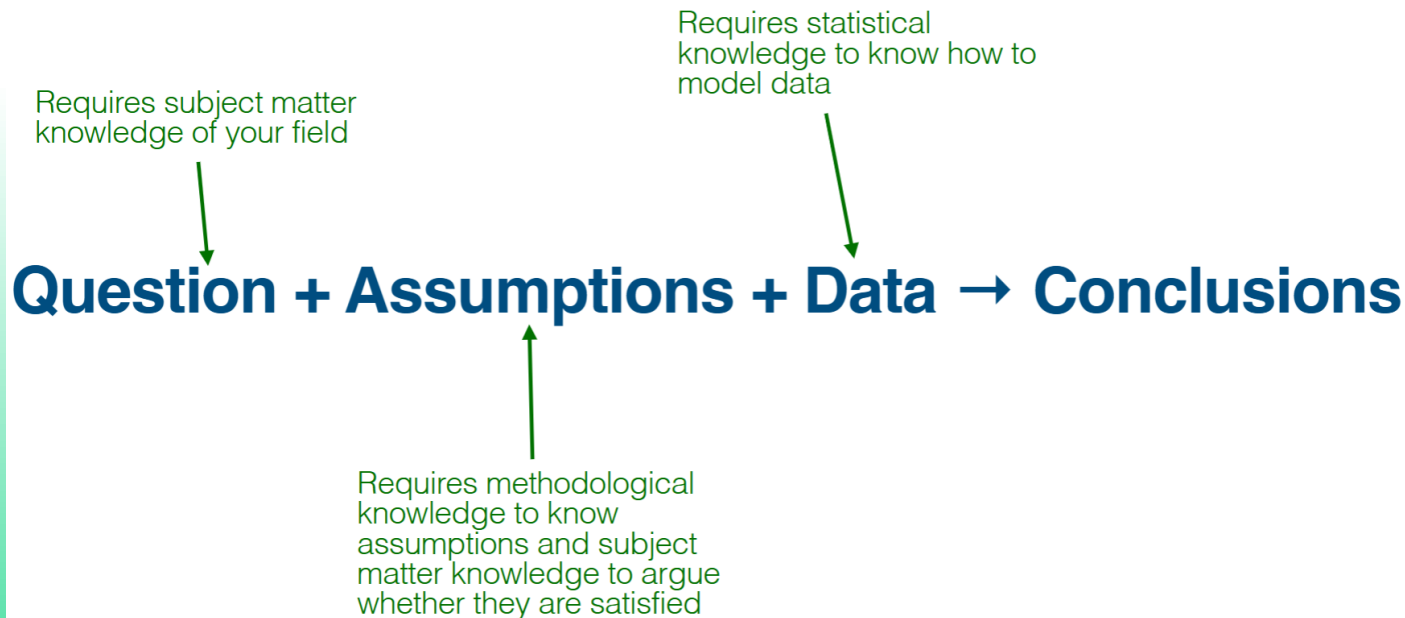 Requires statistical
knowledge to know how to
model data
Requires subject matter
knowledge of your field
Question + Assumptions + Data → Conclusions
Requires methodological
knowledge to know
assumptions and subject
matter knowledge to argue
whether they are satisfied